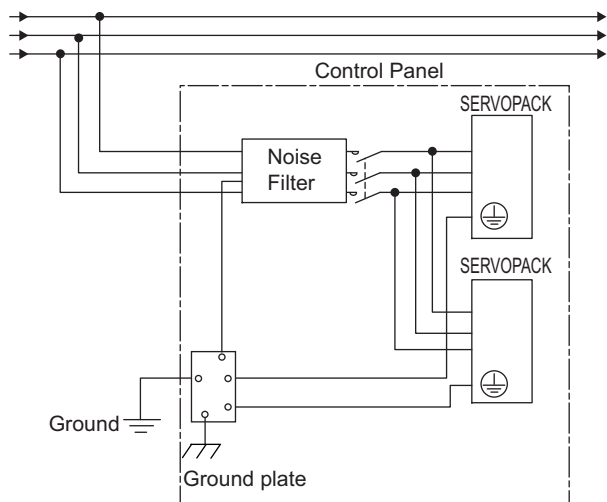 Control Panel
SERVOPACK
Noise
Filter
SERVOPACK
Ground
Ground plate